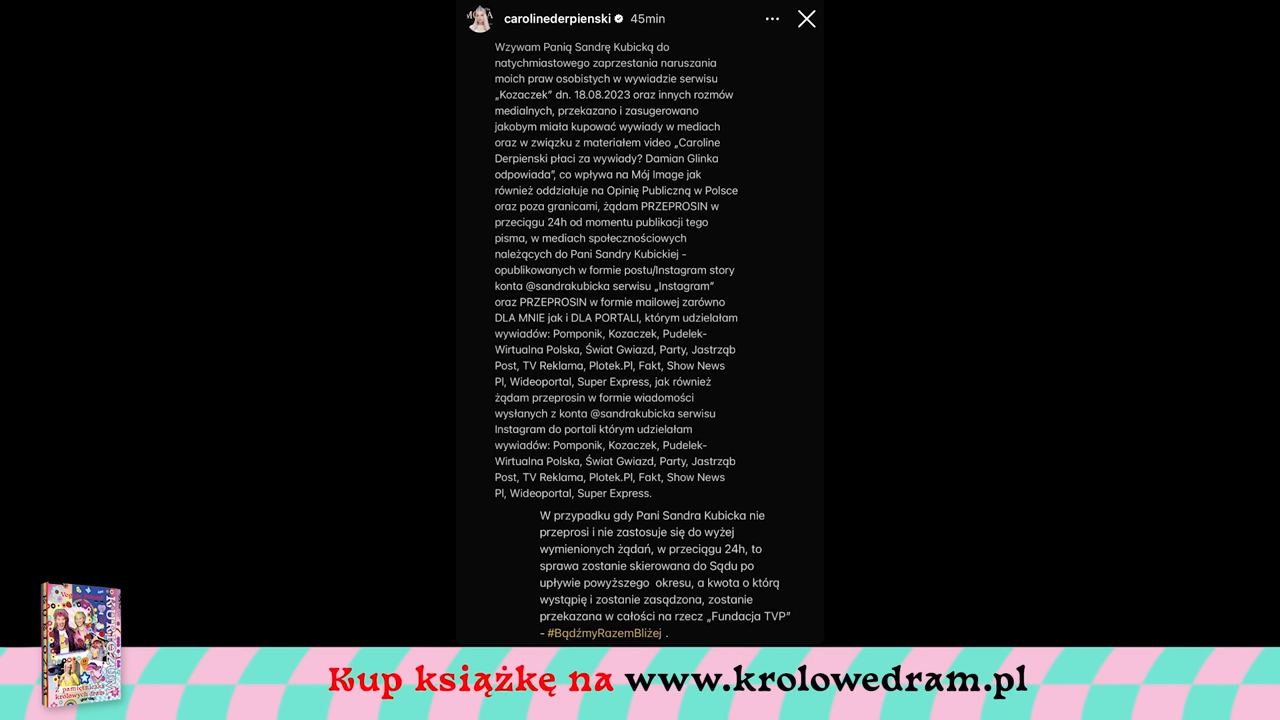 carolinederpienski 45min
Wzywam Panią Sandrę Kubicką do
natychmiastowego zaprzestania naruszania
moich praw osobistych w wywiadzie serwisu
„Kozaczek” dn. 18.08.2023 oraz innych rozmów
medialnych, przekazano i zasugerowano
jakobym miała kupować wywiady w mediach
oraz w związku z materiałem video „Caroline
Derpienski płaci za wywiady? Damian Glinka
odpowiada”, co wpływa na Mój Image jak
również oddziałuje na Opinię Publiczną w Polsce
oraz poza granicami, żądam PRZEPROSIN w
przeciągu 24h od momentu publikacji tego
pisma, w mediach społecznościowych
należących do Pani Sandry Kubickiej -
opublikowanych w formie postu/Instagram story
konta @sandrakubicka serwisu „Instagram”
oraz PRZEPROSIN w formie mailowej zarówno
DLA MNIE jak i DLA PORTALI, którym udzielałam
wywiadów: Pomponik, Kozaczek, Pudelek-
Wirtualna Polska, Świat Gwiazd, Party, Jastrząb
Post, TV Reklama, Plotek.Pl, Fakt, Show News
Pl, Wideoportal, Super Express, jak również
żądam przeprosin w formie wiadomości
wysłanych z konta @sandrakubicka serwisu
Instagram do portali którym udzielałam
wywiadów: Pomponik, Kozaczek, Pudelek-
Wirtualna Polska, Świat Gwiazd, Party, Jastrząb
Post, TV Reklama, Plotek.Pl, Fakt, Show News
Pl, Wideoportal, Super Express.
W przypadku gdy Pani Sandra Kubicka nie
przeprosi i nie zastosuje się do wyżej
wymienionych żądań, w przeciągu 24h, to
sprawa zostanie skierowana do Sądu po
upływie powyższego okresu, a kwota o którą
wystąpię i zostanie zasądzona, zostanie
przekazana w całości na rzecz „Fundacja TVP”
- #BądźmyRazemBliżej .
Z pamiętniczka
królowych dram
Kup książkę na www.krolowedram.pl